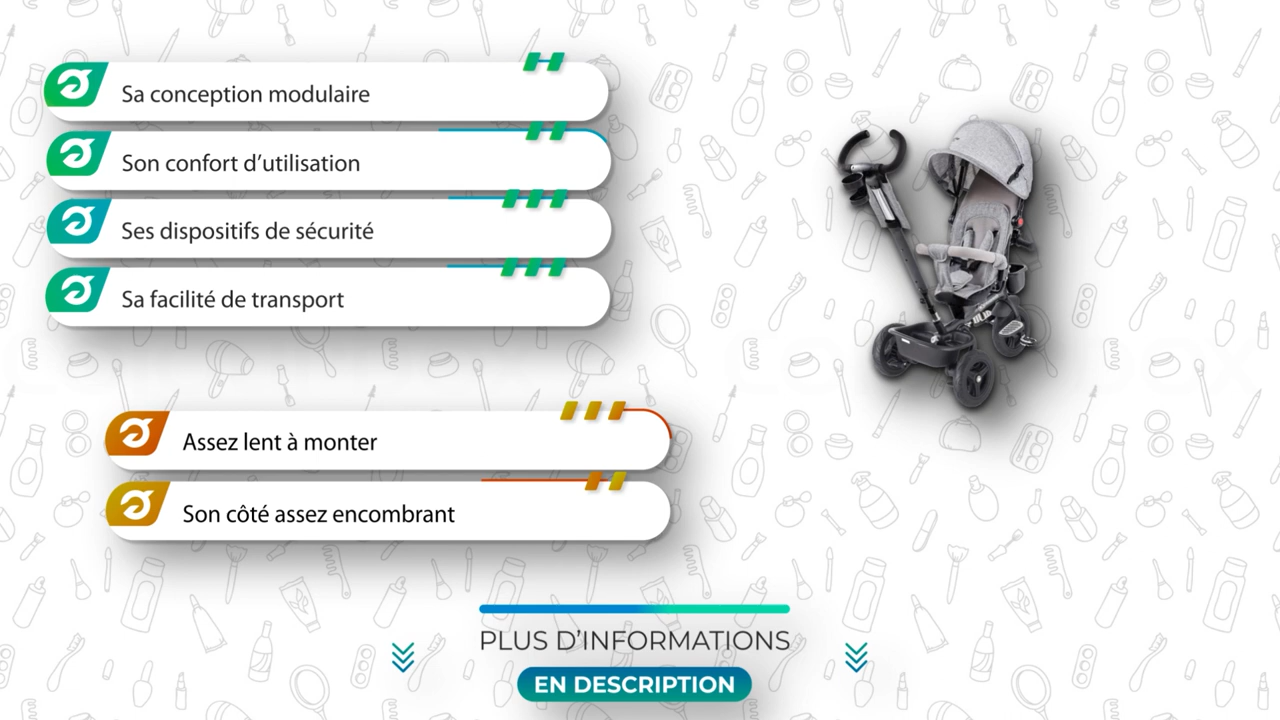 Sa conception modulaire
Son confort d’utilisation
Ses dispositifs de sécurité
Sa facilité de transport
Assez lent à monter
Son côté assez encombrant
PLUS D’INFORMATIONS
EN DESCRIPTION